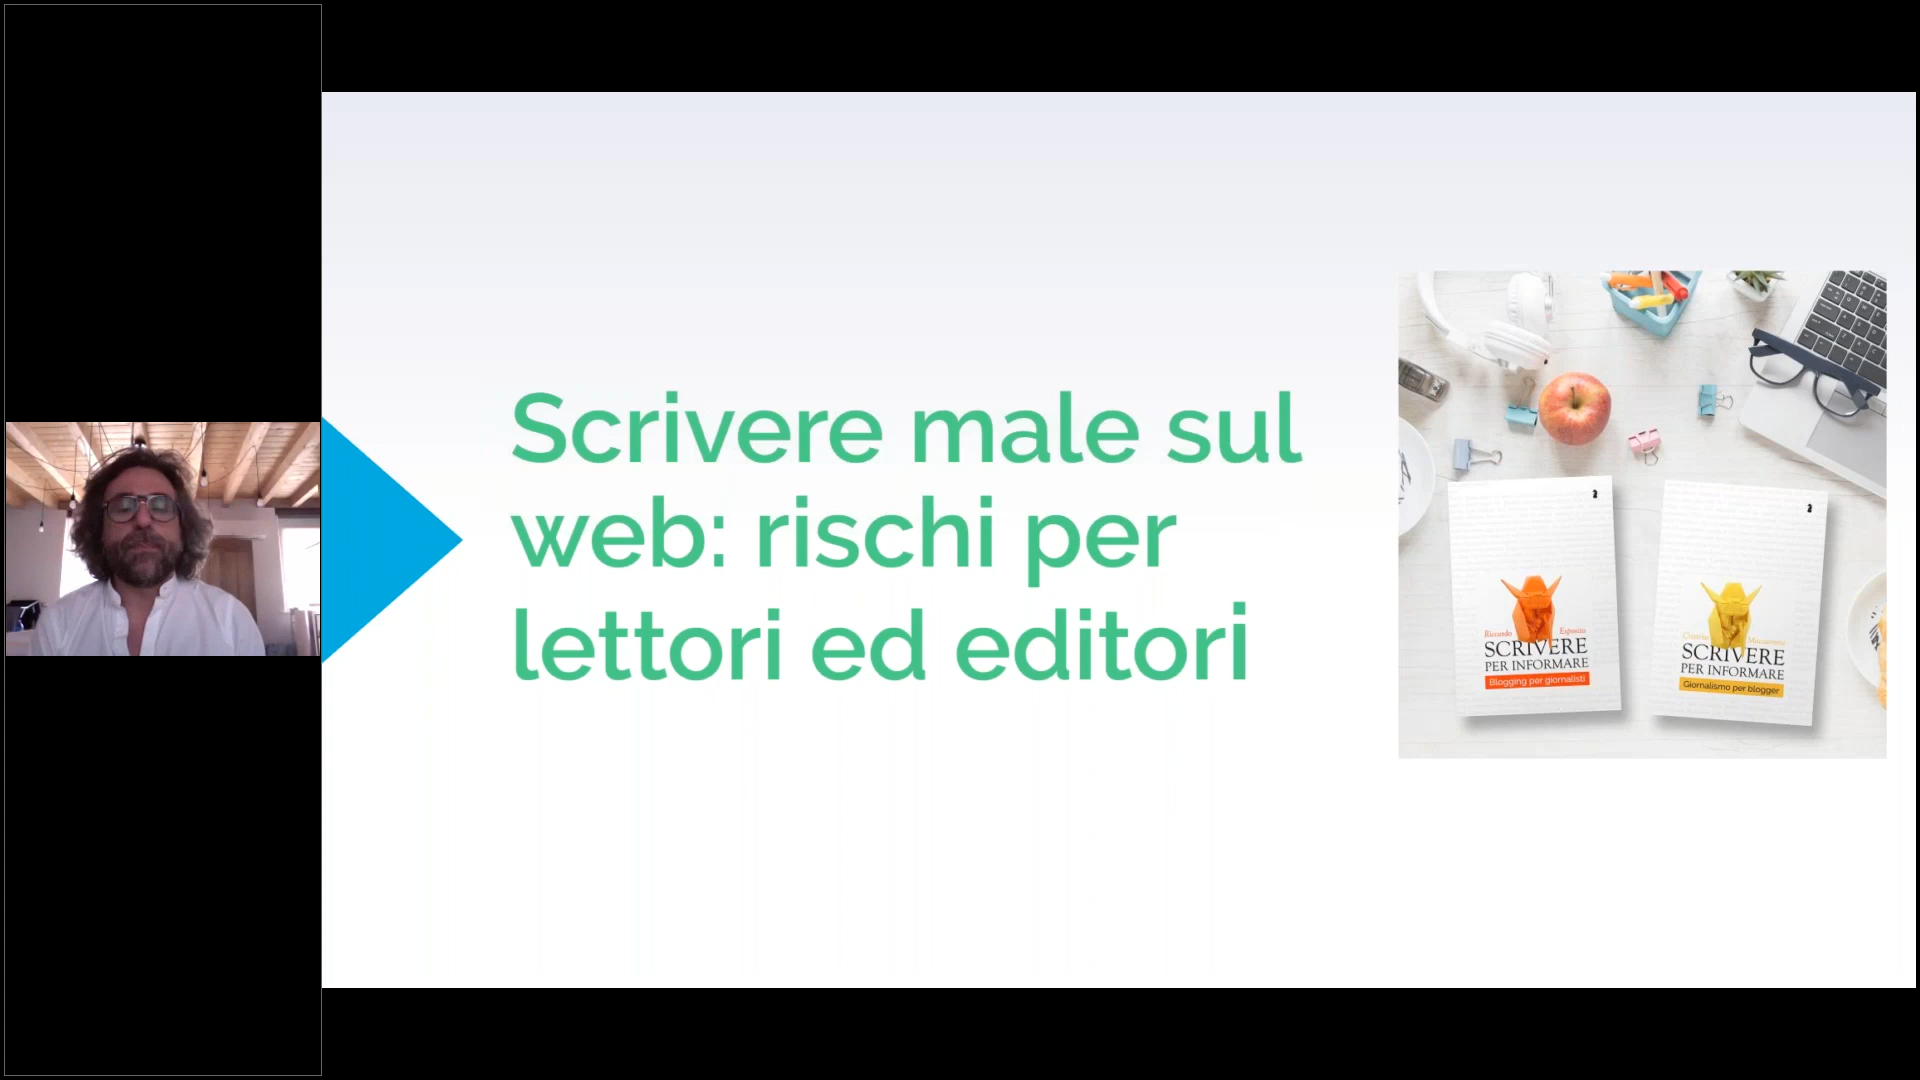 Scrivere male sul
web: rischi per
lettori ed editori
Riccardo Esposito
SCRIVERE
PER INFORMARE
Blogging per giornalisti
SCRIVERE
PER INFORMARE
Giornalismo per blogger